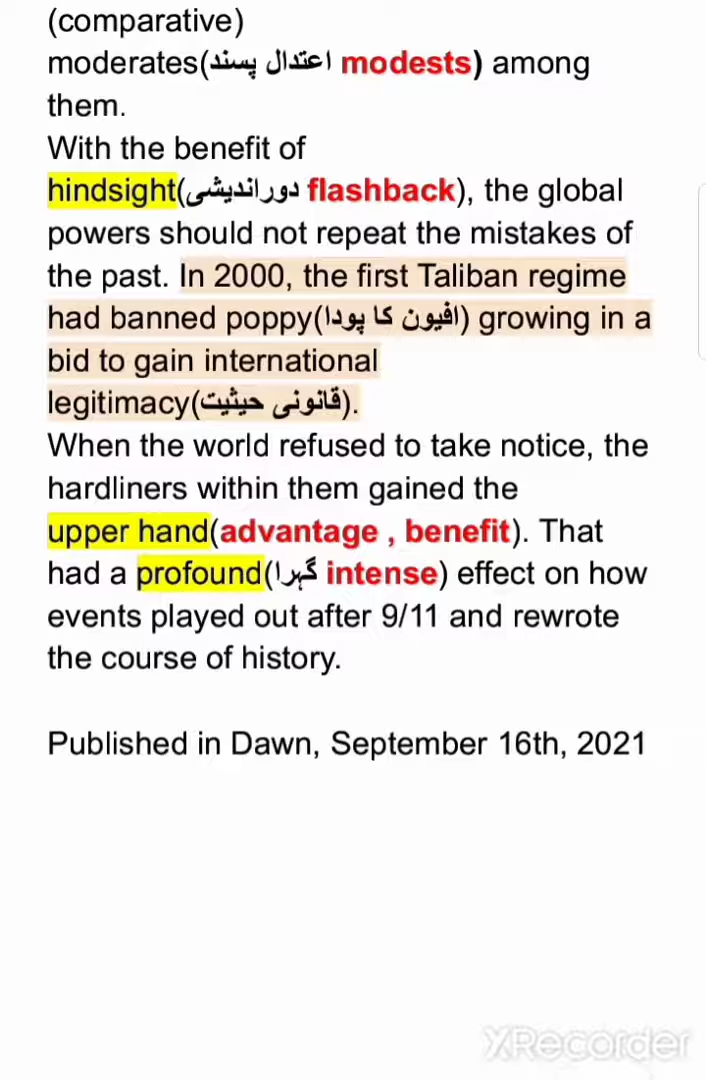 (comparative)
moderates(اعتدال پسند modests) among
them.
With the benefit of
hindsight(دوراندیشی flashback), the global
powers should not repeat the mistakes of
the past. In 2000, the first Taliban regime
had banned poppy(افیون کا پودا) growing in a
bid to gain international
legitimacy(قانونی حیثیت).
When the world refused to take notice, the
hardliners within them gained the
upper hand(advantage , benefit). That
had a profound(گہرا intense) effect on how
events played out after 9/11 and rewrote
the course of history.
Published in Dawn, September 16th, 2021
XRecorder